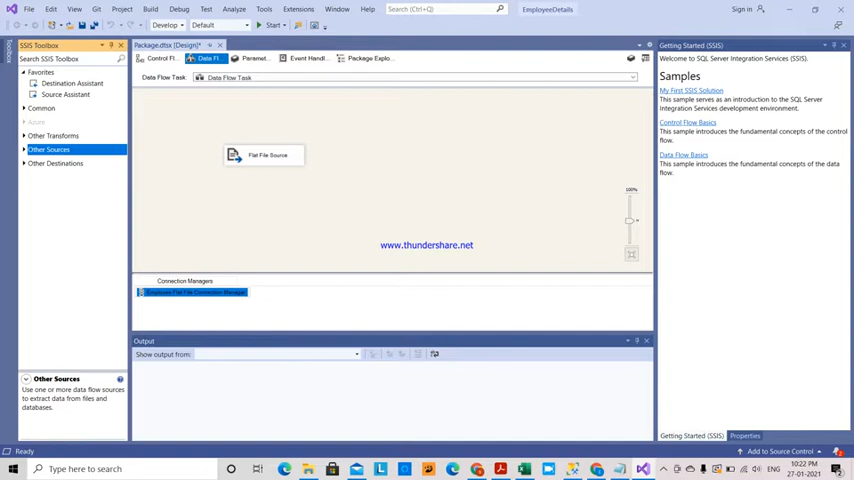 File Edit View Git Project Build Debug Test Analyze Tools Extensions Window Help Search (Ctrl+Q) EmployeeDetails Sign in
Develop Default Start
SSIS Toolbox
Search SSIS Toolbox
Favorites
Destination Assistant
Source Assistant
Common
Azure
Other Transforms
Other Sources
Other Destinations
Other Sources
Use one or more data flow sources
to extract data from files and
databases.
Package.dtsx [Design]*
Control Fl... Data Fl... Paramet... Event Handl... Package Explo...
Data Flow Task: Data Flow Task
Flat File Source
100%
www.thundershare.net
Connection Managers
Employee Flat File Connection Manager
Output
Show output from:
Getting Started (SSIS)
Welcome to SQL Server Integration Services (SSIS).
Samples
My First SSIS Solution
This sample serves as an introduction to the SQL Server
Integration Services development environment.
Control Flow Basics
This sample introduces the fundamental concepts of the control
flow.
Data Flow Basics
This sample introduces the fundamental concepts of the data
flow.
Getting Started (SSIS) Properties
Ready
Add to Source Control
Type here to search
ENG
10:22 PM
27-01-2021